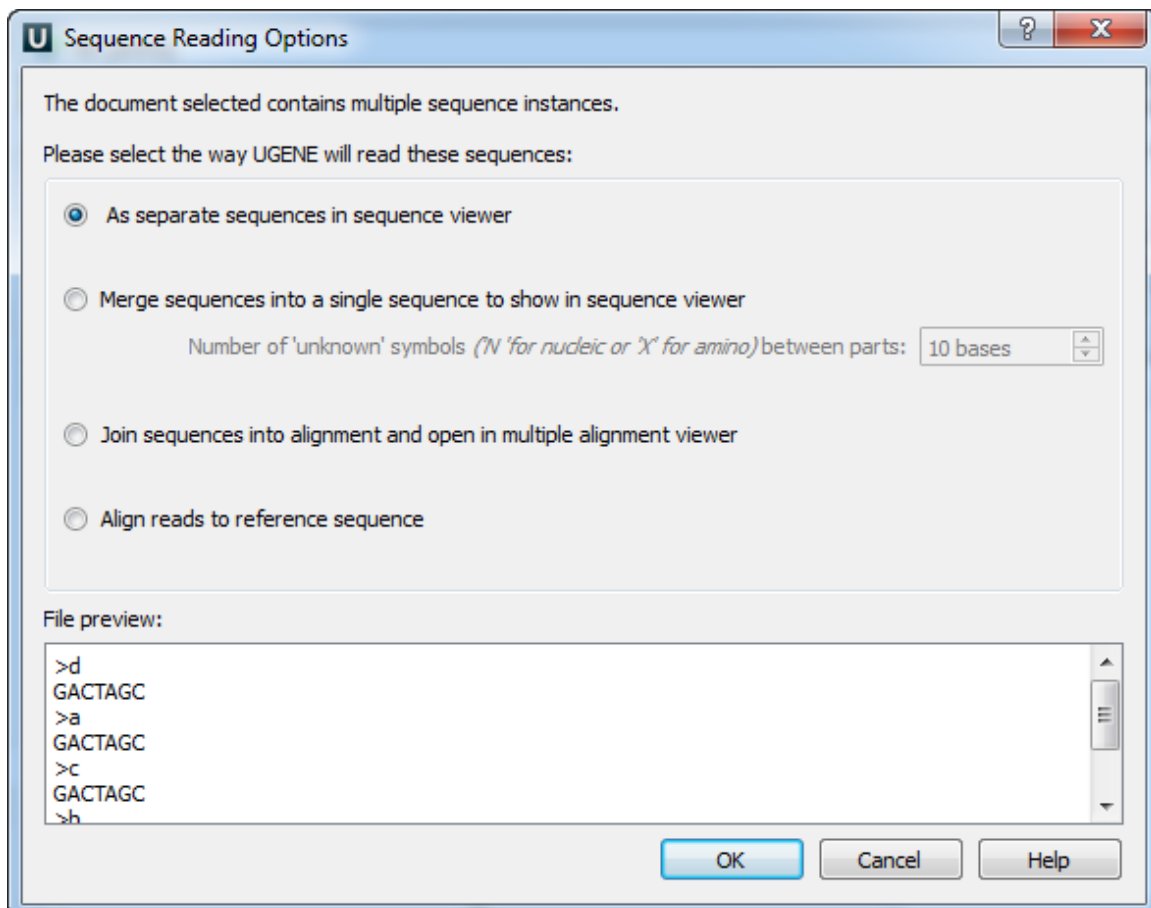 U Sequence Reading Options
The document selected contains multiple sequence instances.
Please select the way UGENE will read these sequences:
As separate sequences in sequence viewer
Merge sequences into a single sequence to show in sequence viewer
Number of 'unknown' symbols ('N 'for nucleic or 'X' for amino) between parts: 10 bases
Join sequences into alignment and open in multiple alignment viewer
Align reads to reference sequence
File preview:
>d
GACTAGC
>a
GACTAGC
>c
GACTAGC
>b
OK Cancel Help